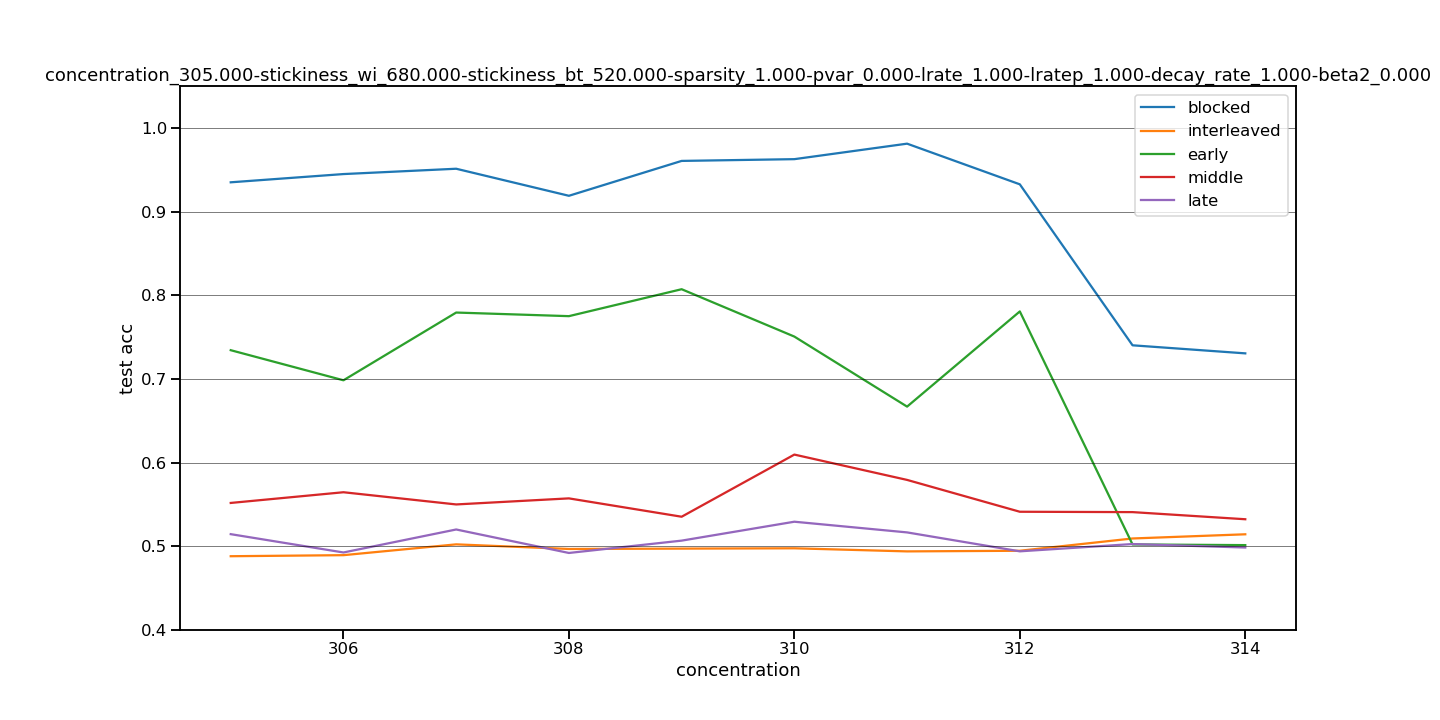 concentration_305.000-stickiness_wi_680.000-stickiness_bt_520.000-sparsity_1.000-pvar_0.000-lrate_1.000-lratep_1.000-decay_rate_1.000-beta2_0.000
blocked
interleaved
early
middle
late
1.0
0.9
0.8
0.7
0.6
0.5
0.4
test acc
306
308
310
312
314
concentration